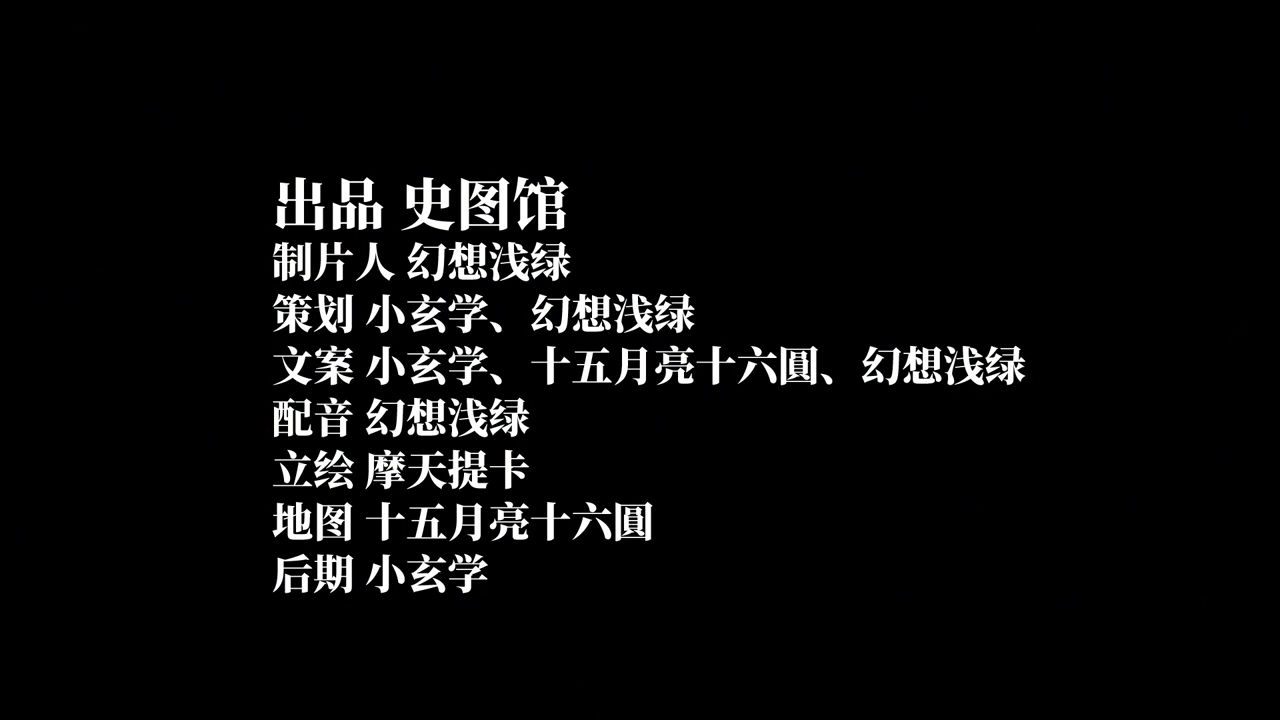 出品 史图馆
制片人 幻想浅绿
策划 小玄学、幻想浅绿
文案 小玄学、十五月亮十六圓、幻想浅绿
配音 幻想浅绿
立绘 摩天提卡
地图 十五月亮十六圓
后期 小玄学